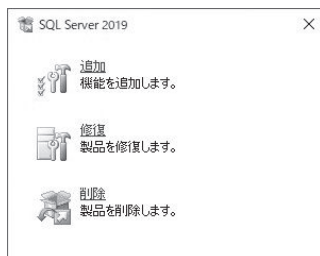 SQL Server 2019
追加
機能を追加します。
修復
製品を修復します。
削除
製品を削除します。